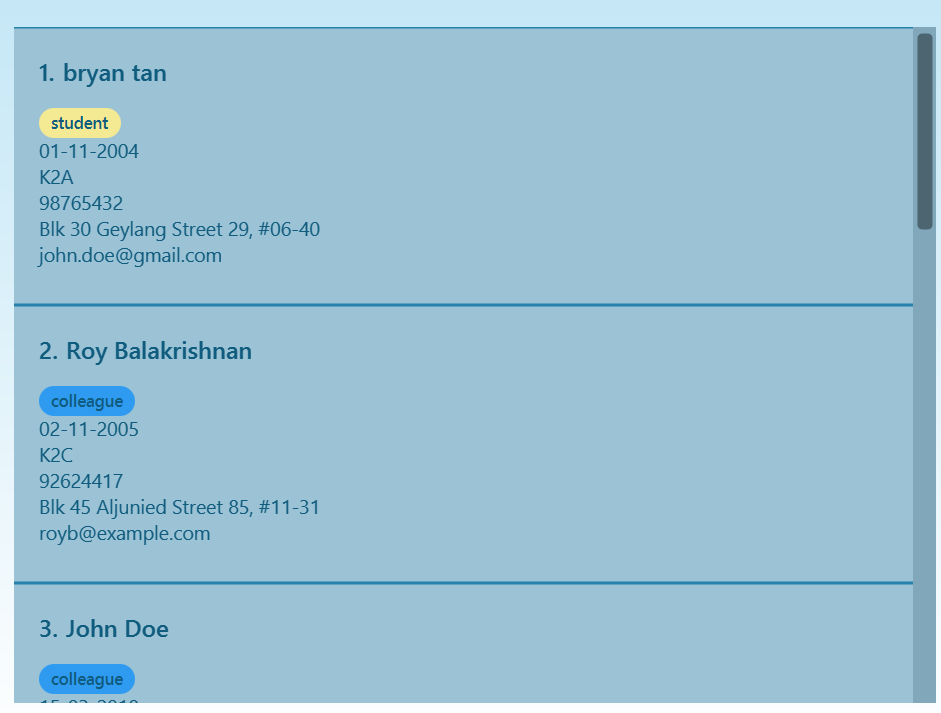 1. bryan tan
student
01-11-2004
K2A
98765432
Blk 30 Geylang Street 29, #06-40
john.doe@gmail.com
2. Roy Balakrishnan
colleague
02-11-2005
K2C
92624417
Blk 45 Aljunied Street 85, #11-31
royb@example.com
3. John Doe
colleague